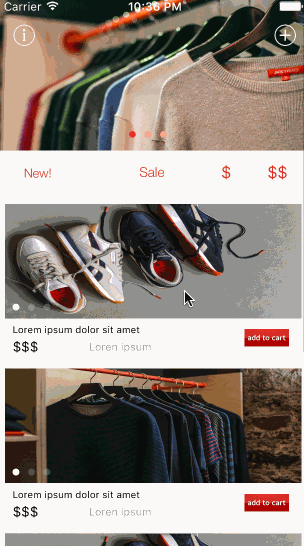 Carrier 10:36 PM
New! Sale $ $$
Lorem ipsum dolor sit amet
$$$ Lorem ipsum
add to cart
Lorem ipsum dolor sit amet
$$$ Lorem ipsum
add to cart